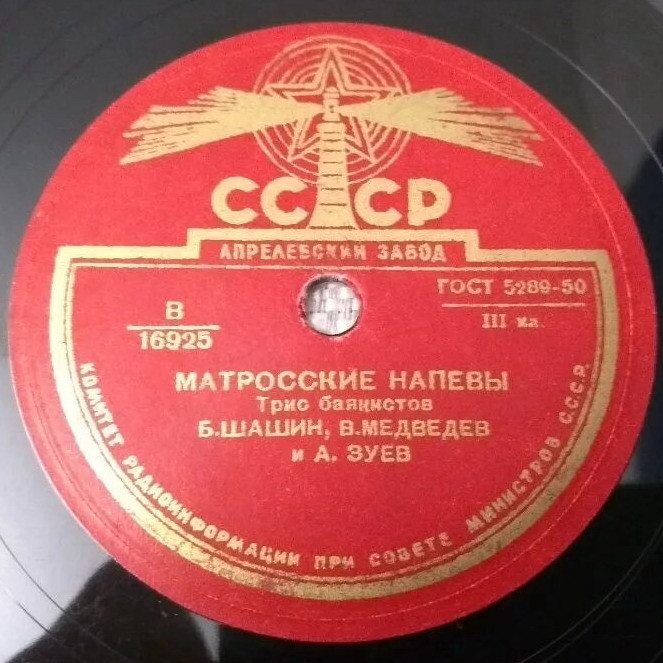 СССР
АПРЕЛЕВСКИЙ ЗАВОД
ГОСТ 5289-50
III кл
В
16925
МАТРОССКИЕ НАПЕВЫ
Трио баянистов
Б.ШАШИН, В.МЕДВЕДЕВ
и А. ЗУЕВ
КОМИТЕТ РАДИОИНФОРМАЦИИ ПРИ СОВЕТЕ МИНИСТРОВ С.С.С.Р.